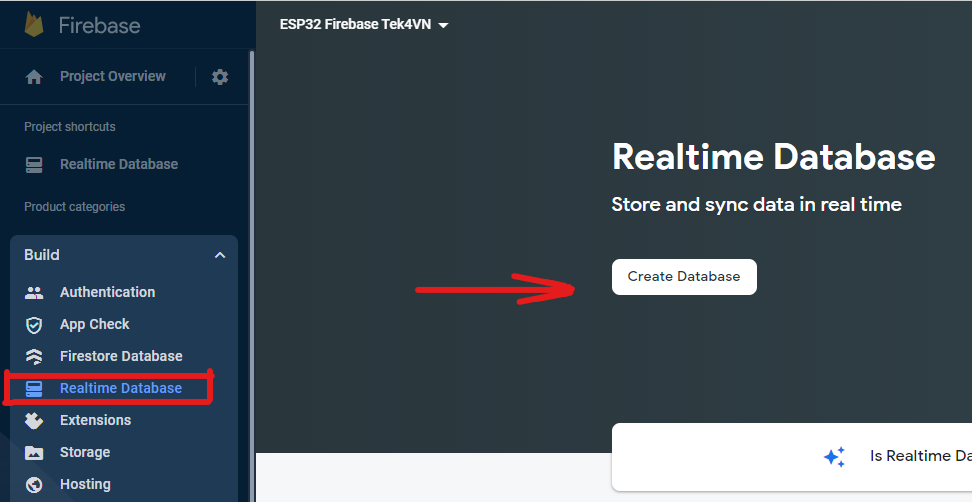 Firebase
ESP32 Firebase Tek4VN
Project Overview
Project shortcuts
Realtime Database
Product categories
Build
Authentication
App Check
Firestore Database
Realtime Database
Extensions
Storage
Hosting
Realtime Database
Store and sync data in real time
Create Database
Is Realtime Da